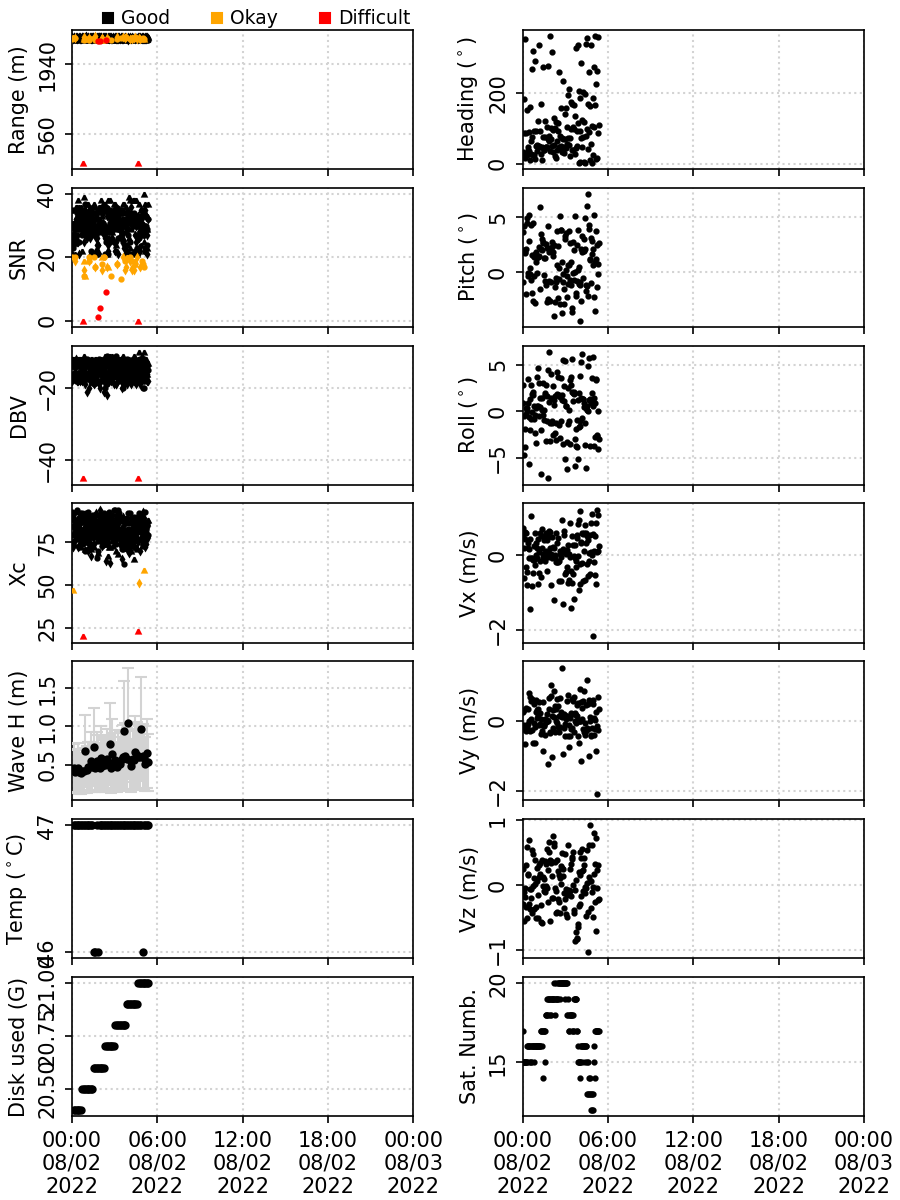 Good Okay Difficult
Range (m)
1940
560
Heading (°)
200
0
SNR
40
20
0
Pitch (°)
5
0
DBV
−20
−40
Roll (°)
5
0
−5
Xc
75
50
25
Vx (m/s)
0
−2
Wave H (m)
1.5
1.0
0.5
Vy (m/s)
0
−2
Temp (°C)
47
46
Vz (m/s)
1
0
−1
Disk used (G)
21.00
20.75
20.50
Sat. Numb.
20
15
00:00 06:00 12:00 18:00 00:00
08/02 08/02 08/02 08/02 08/03
2022 2022 2022 2022 2022
00:00 06:00 12:00 18:00 00:00
08/02 08/02 08/02 08/02 08/03
2022 2022 2022 2022 2022